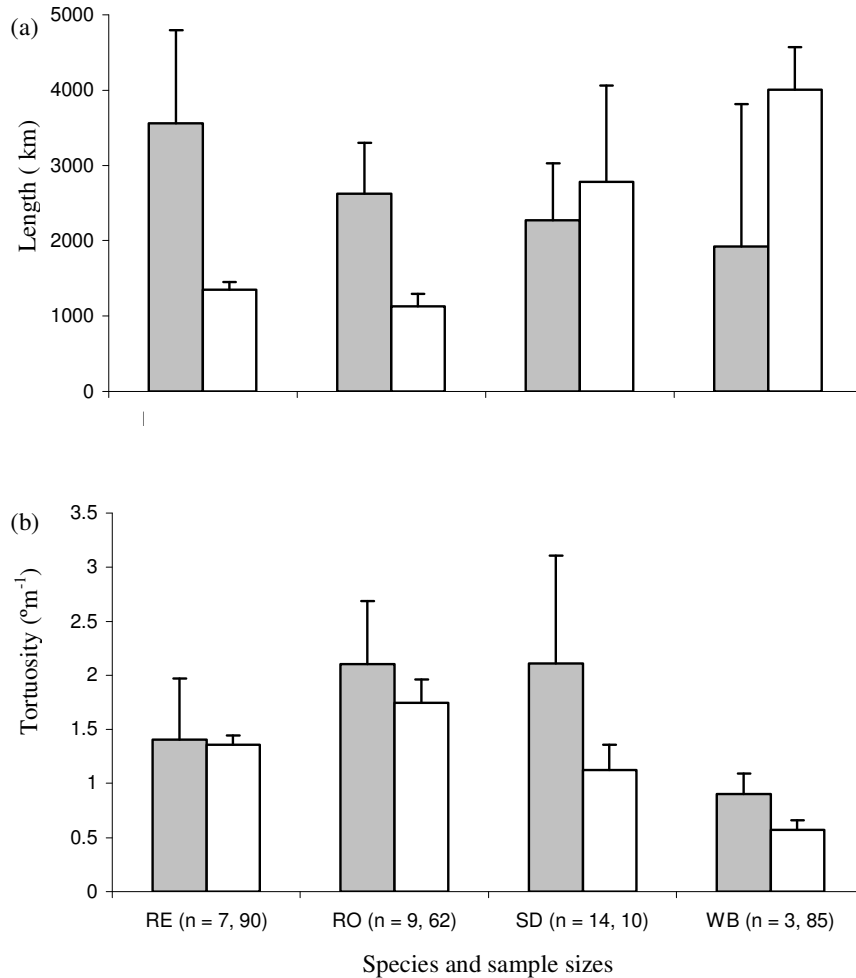 (a)
Length ( km)
5000
4000
3000
2000
1000
0
(b)
Tortuosity (ºm-1)
3.5
3
2.5
2
1.5
1
0.5
0
RE (n = 7, 90) RO (n = 9, 62) SD (n = 14, 10) WB (n = 3, 85)
Species and sample sizes